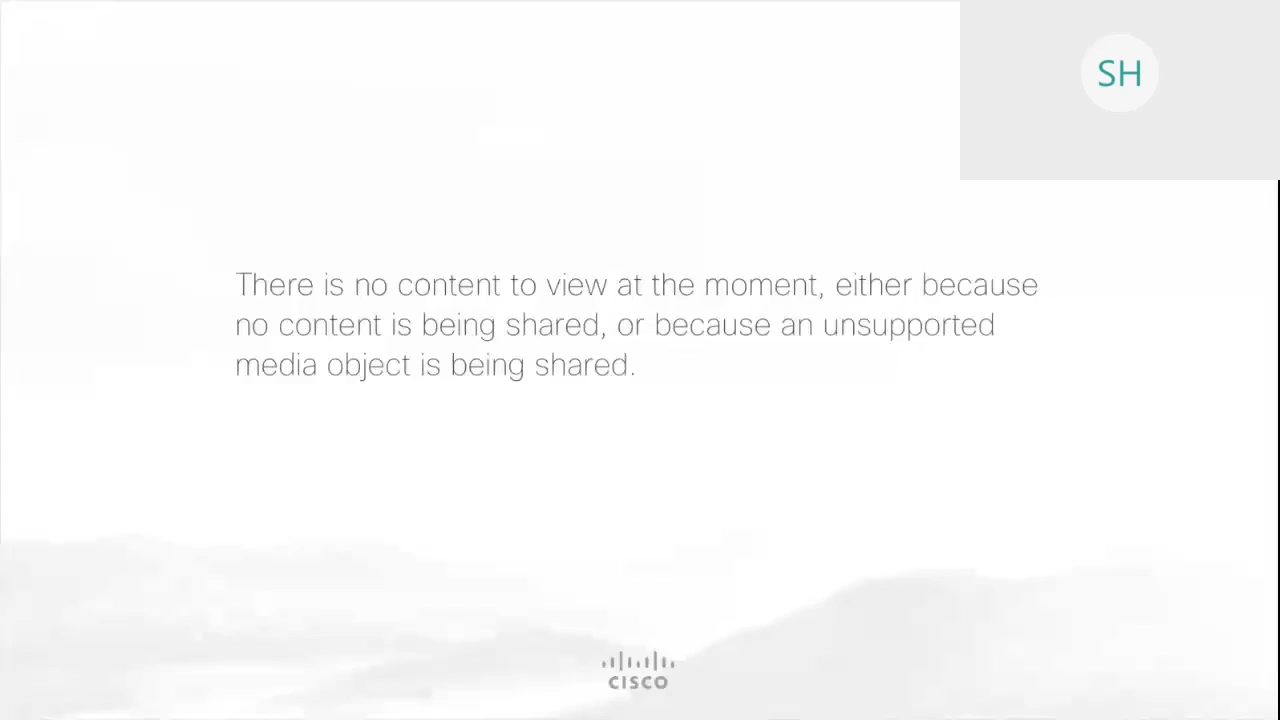 SH
There is no content to view at the moment, either because
no content is being shared, or because an unsupported
media object is being shared.
CISCO